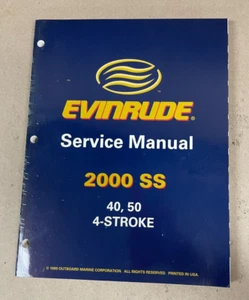 EVINRUDE®
Service Manual
2000 SS
40, 50
4-STROKE
© 1999 OUTBOARD MARINE CORPORATION. ALL RIGHTS RESERVED. PRINTED IN USA.